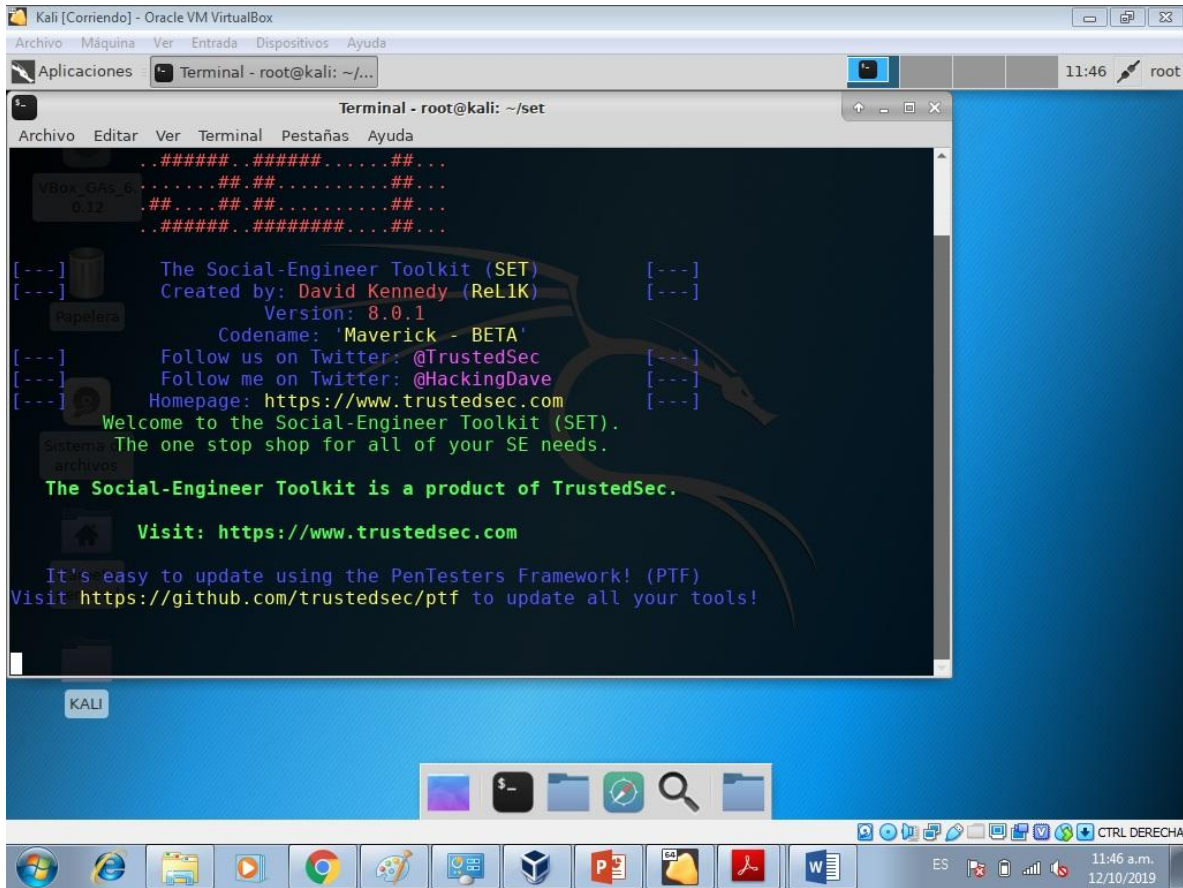 Kali [Corriendo] - Oracle VM VirtualBox
Archivo Máquina Ver Entrada Dispositivos Ayuda
Aplicaciones Terminal - root@kali: ~/... 11:46 root
Terminal - root@kali: ~/set
Archivo Editar Ver Terminal Pestañas Ayuda
..######..######......##...
.......##.##..........##...
.##....##.##..........##...
..######..########....##...
VBox_GAs_6.
0.12
[---] The Social-Engineer Toolkit (SET) [---]
[---] Created by: David Kennedy (ReL1K) [---]
Version: 8.0.1
Papelera
Codename: 'Maverick - BETA'
[---] Follow us on Twitter: @TrustedSec [---]
[---] Follow me on Twitter: @HackingDave [---]
[---] Homepage: https://www.trustedsec.com [---]
Welcome to the Social-Engineer Toolkit (SET).
The one stop shop for all of your SE needs.
Sistema
archivos
The Social-Engineer Toolkit is a product of TrustedSec.
Visit: https://www.trustedsec.com
It's easy to update using the PenTesters Framework! (PTF)
Visit https://github.com/trustedsec/ptf to update all your tools!
KALI
CTRL DERECHA
ES 11:46 a.m.
12/10/2019